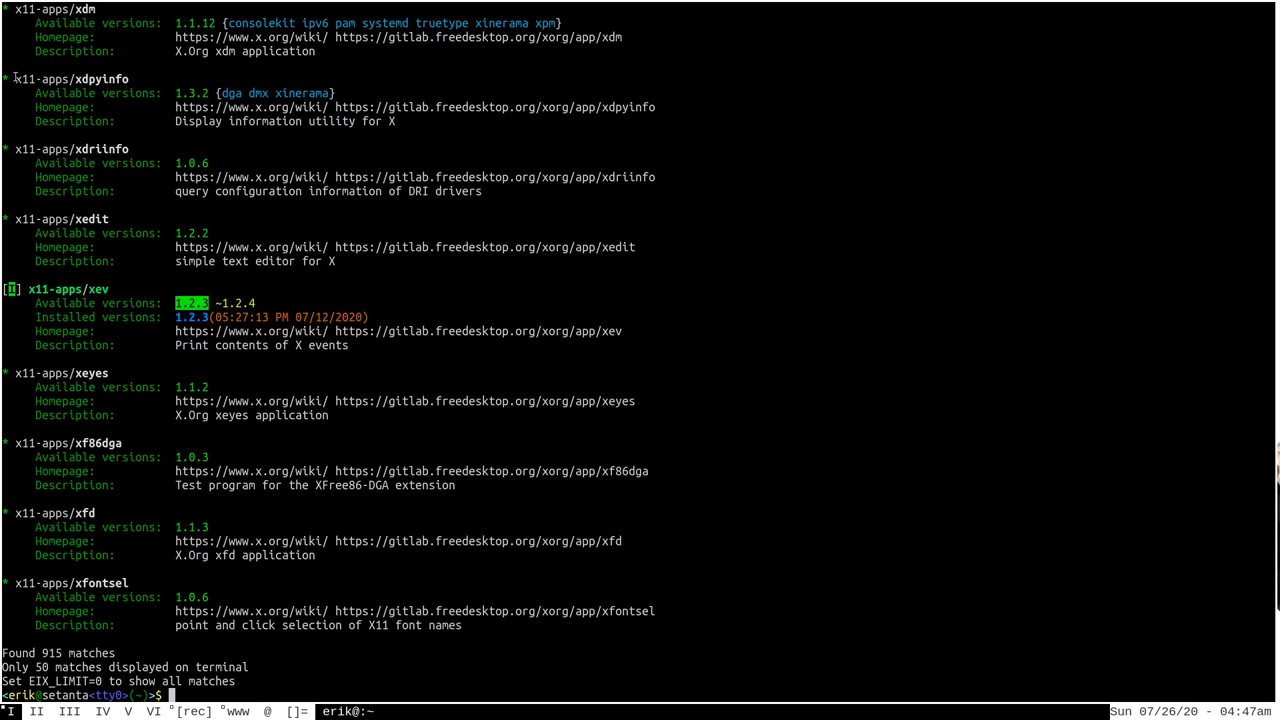 * x11-apps/xdm
Available versions: 1.1.12 {consolekit ipv6 pam systemd truetype xinerama xpm}
Homepage: https://www.x.org/wiki/ https://gitlab.freedesktop.org/xorg/app/xdm
Description: X.Org xdm application
* x11-apps/xdpyinfo
Available versions: 1.3.2 {dga dmx xinerama}
Homepage: https://www.x.org/wiki/ https://gitlab.freedesktop.org/xorg/app/xdpyinfo
Description: Display information utility for X
* x11-apps/xdriinfo
Available versions: 1.0.6
Homepage: https://www.x.org/wiki/ https://gitlab.freedesktop.org/xorg/app/xdriinfo
Description: query configuration information of DRI drivers
* x11-apps/xedit
Available versions: 1.2.2
Homepage: https://www.x.org/wiki/ https://gitlab.freedesktop.org/xorg/app/xedit
Description: simple text editor for X
[I] x11-apps/xev
Available versions: 1.2.3 ~1.2.4
Installed versions: 1.2.3(05:27:13 PM 07/12/2020)
Homepage: https://www.x.org/wiki/ https://gitlab.freedesktop.org/xorg/app/xev
Description: Print contents of X events
* x11-apps/xeyes
Available versions: 1.1.2
Homepage: https://www.x.org/wiki/ https://gitlab.freedesktop.org/xorg/app/xeyes
Description: X.Org xeyes application
* x11-apps/xf86dga
Available versions: 1.0.3
Homepage: https://www.x.org/wiki/ https://gitlab.freedesktop.org/xorg/app/xf86dga
Description: Test program for the XFree86-DGA extension
* x11-apps/xfd
Available versions: 1.1.3
Homepage: https://www.x.org/wiki/ https://gitlab.freedesktop.org/xorg/app/xfd
Description: X.Org xfd application
* x11-apps/xfontsel
Available versions: 1.0.6
Homepage: https://www.x.org/wiki/ https://gitlab.freedesktop.org/xorg/app/xfontsel
Description: point and click selection of X11 font names
Found 915 matches
Only 50 matches displayed on terminal
Set EIX_LIMIT=0 to show all matches
<erik@setanta<tty0>(~)>$
I II III IV V VI [rec] www @ []= erik@:~ Sun 07/26/20 - 04:47am